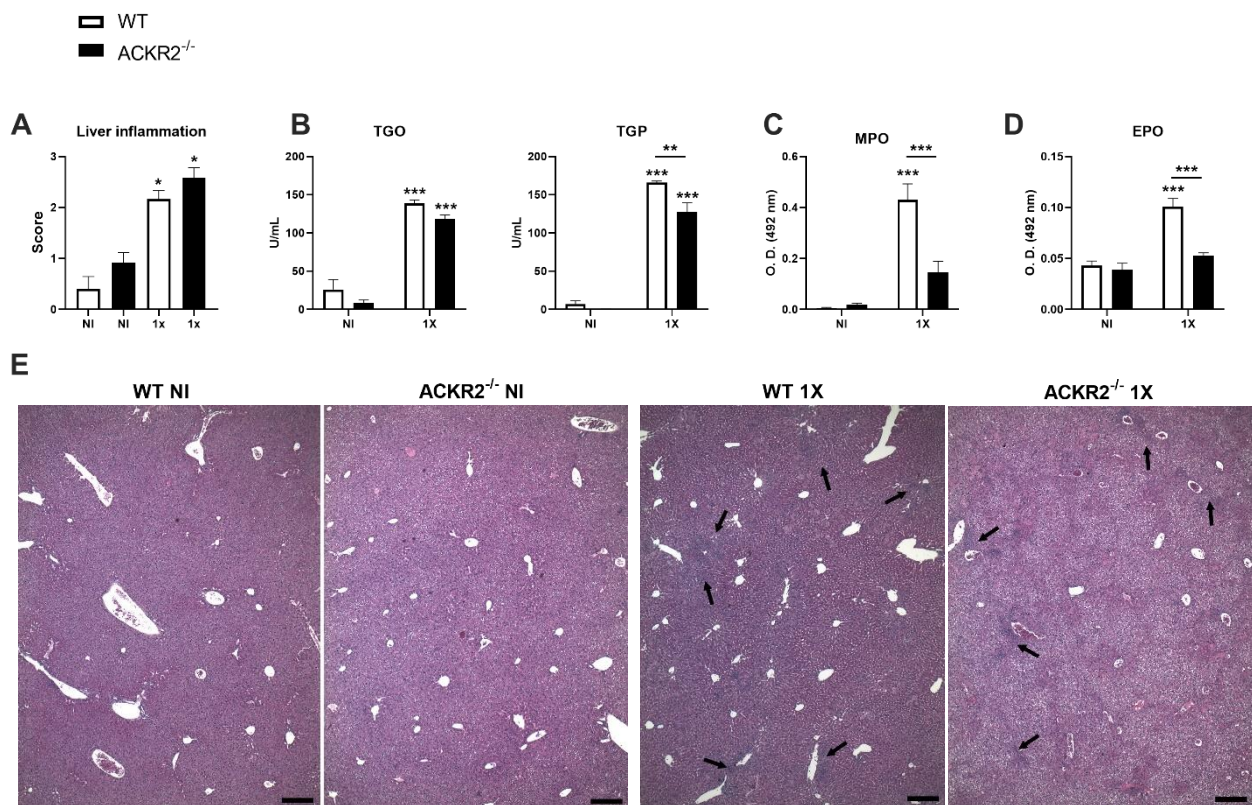 WT
ACKR2-/-
A
Liver inflammation
Score
3
2
1
0
NI
NI
1x
1x
*
*
B
TGO
U/mL
200
150
100
50
0
NI
1X
***
***
TGP
U/mL
200
150
100
50
0
NI
1X
**
***
***
C
MPO
O. D. (492 nm)
0.6
0.4
0.2
0.0
NI
1X
***
***
D
EPO
O. D. (492 nm)
0.15
0.10
0.05
0.00
NI
1X
***
***
E
WT NI
ACKR2-/- NI
WT 1X
ACKR2-/- 1X